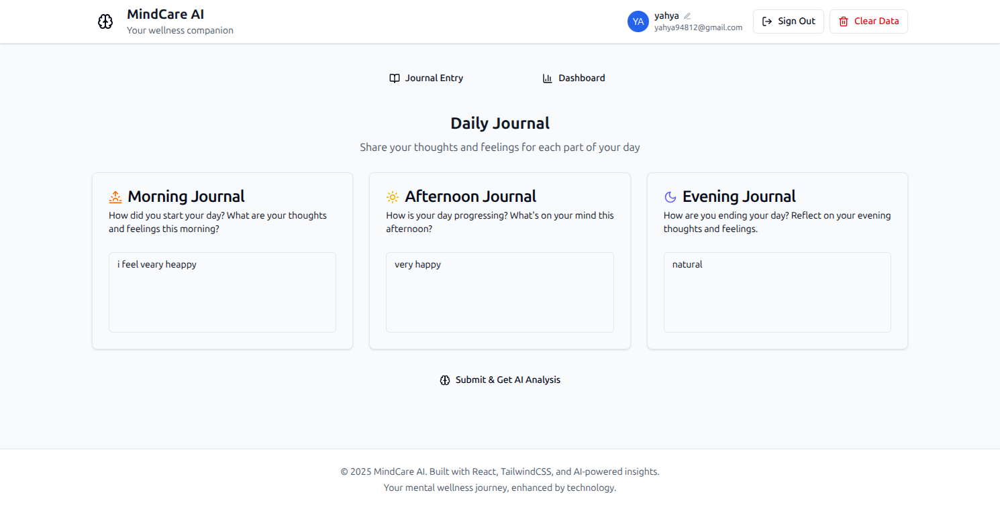 MindCare AI
Your wellness companion
YA
yahya
yahya94812@gmail.com
Sign Out
Clear Data
Journal Entry
Dashboard
Daily Journal
Share your thoughts and feelings for each part of your day
Morning Journal
How did you start your day? What are your thoughts
and feelings this morning?
i feel veary heappy
Afternoon Journal
How is your day progressing? What's on your mind this
afternoon?
very happy
Evening Journal
How are you ending your day? Reflect on your evening
thoughts and feelings.
natural
Submit & Get AI Analysis
© 2025 MindCare AI. Built with React, TailwindCSS, and AI-powered insights.
Your mental wellness journey, enhanced by technology.